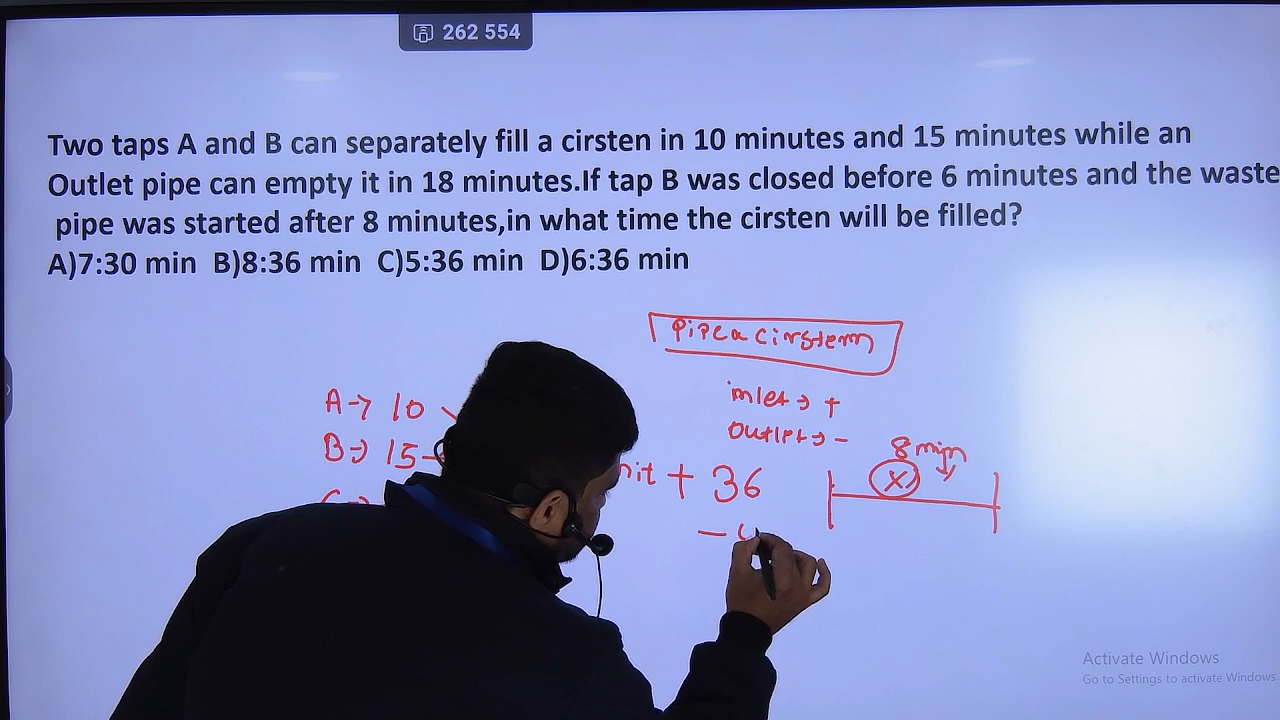 262 554
Two taps A and B can separately fill a cirsten in 10 minutes and 15 minutes while an
Outlet pipe can empty it in 18 minutes.If tap B was closed before 6 minutes and the waste
pipe was started after 8 minutes,in what time the cirsten will be filled?
A)7:30 min B)8:36 min C)5:36 min D)6:36 min
Pipe a Cirstern
inlet → +
Outlet → -
A → 10
B → 15
8 min
+ 36
x
Activate Windows
Go to Settings to activate Windows.